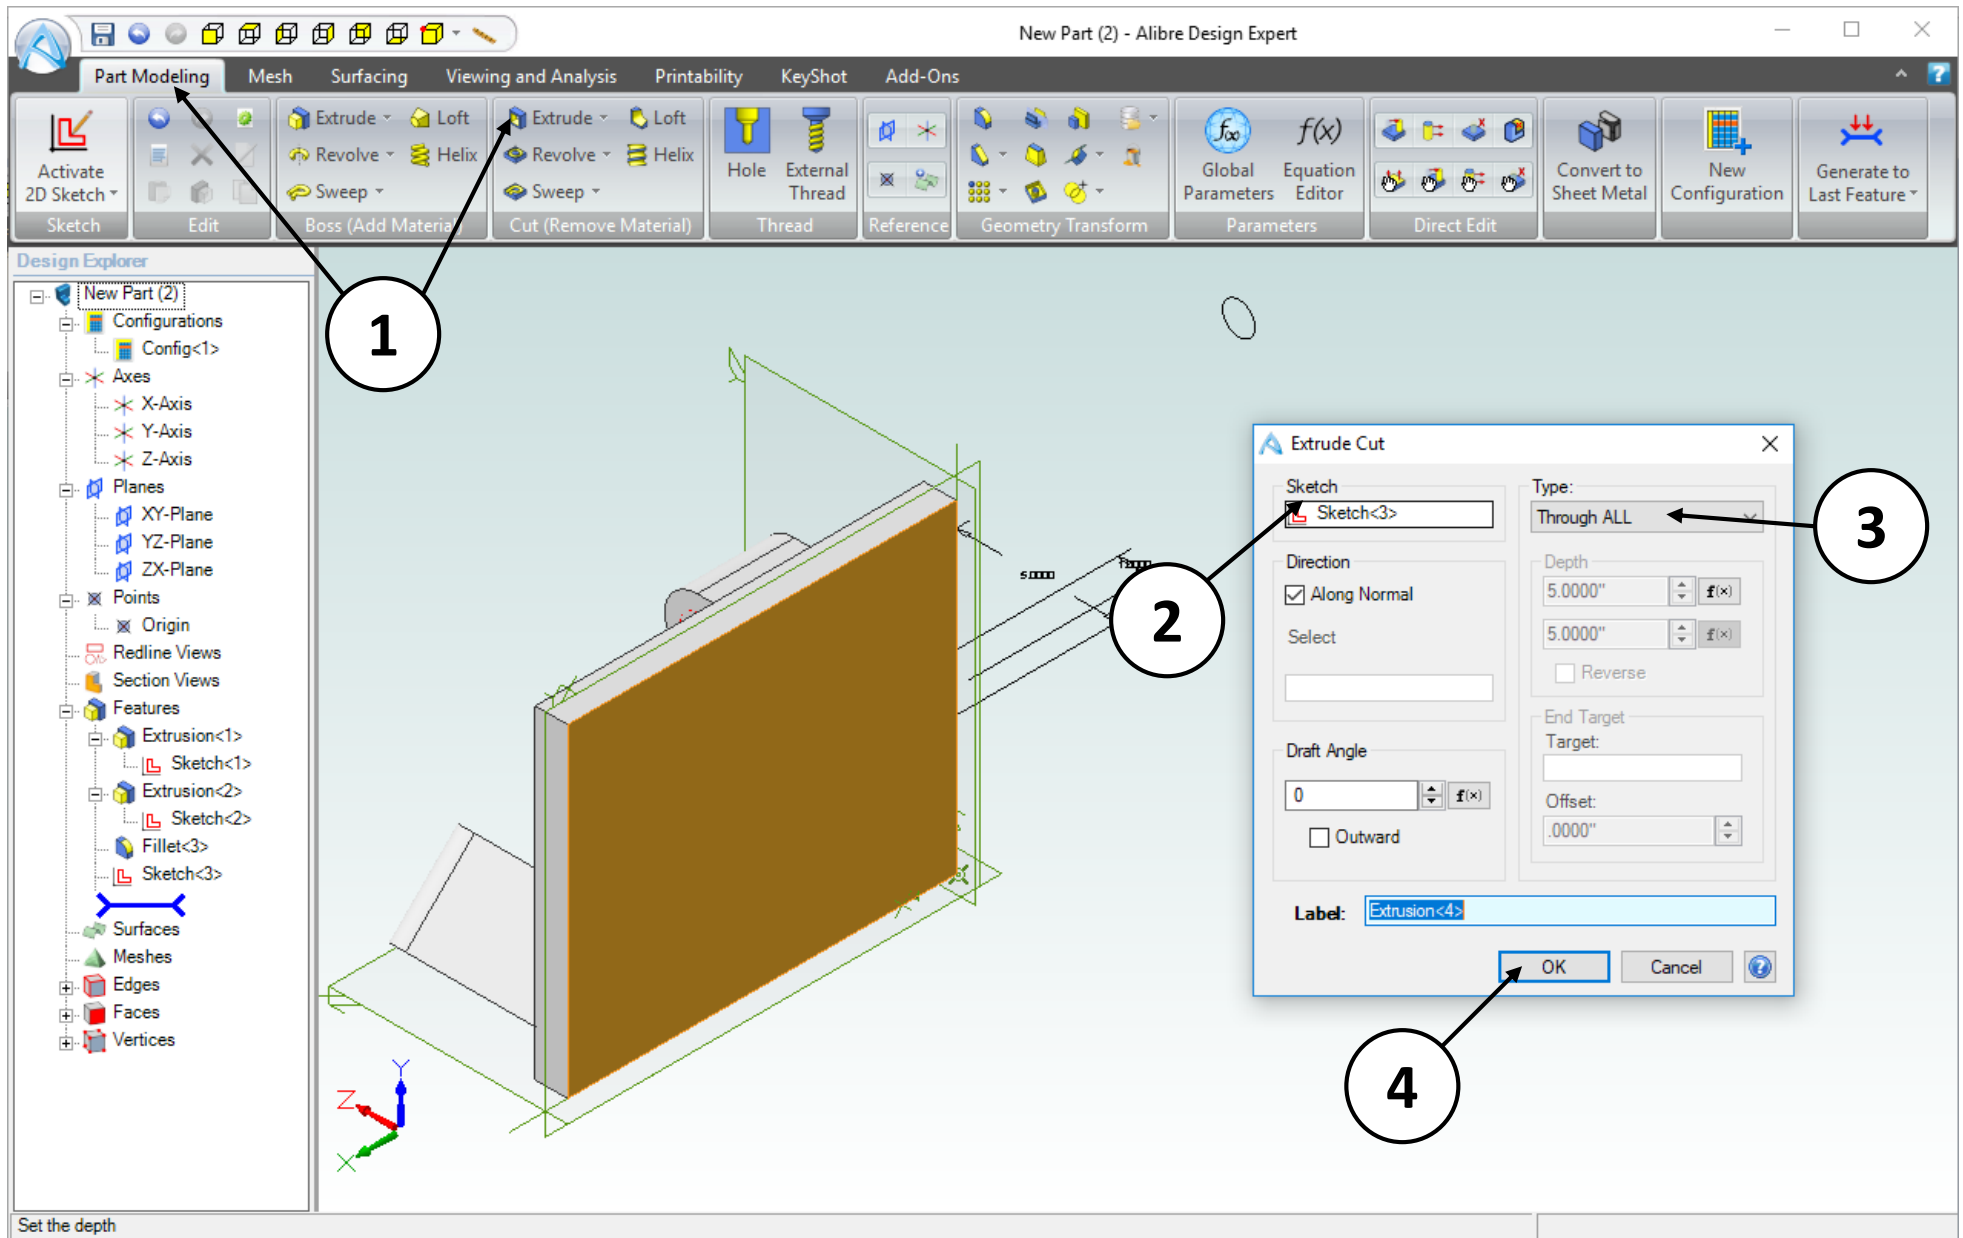 New Part (2) - Alibre Design Expert
Part Modeling Mesh Surfacing Viewing and Analysis Printability KeyShot Add-Ons
Activate
2D Sketch
Sketch
Edit
Extrude Loft
Revolve Helix
Sweep
Boss (Add Material)
Extrude Loft
Revolve Helix
Sweep
Cut (Remove Material)
Hole
External
Thread
Thread
Reference
Geometry Transform
f(x)
Global
Parameters
f(x)
Equation
Editor
Parameters
Direct Edit
Convert to
Sheet Metal
New
Configuration
Generate to
Last Feature
Design Explorer
New Part (2)
Configurations
Config<1>
Axes
X-Axis
Y-Axis
Z-Axis
Planes
XY-Plane
YZ-Plane
ZX-Plane
Points
Origin
Redline Views
Section Views
Features
Extrusion<1>
Sketch<1>
Extrusion<2>
Sketch<2>
Fillet<3>
Sketch<3>
Surfaces
Meshes
Edges
Faces
Vertices
1
5.000
Y
Z
X
Extrude Cut
Sketch
Sketch<3>
Direction
Along Normal
Select
Draft Angle
0 f(x)
Outward
Type:
Through ALL
Depth
5.0000" f(x)
5.0000" f(x)
Reverse
End Target
Target:
Offset:
.0000"
Label: Extrusion<4>
OK Cancel ?
2
3
4
Set the depth